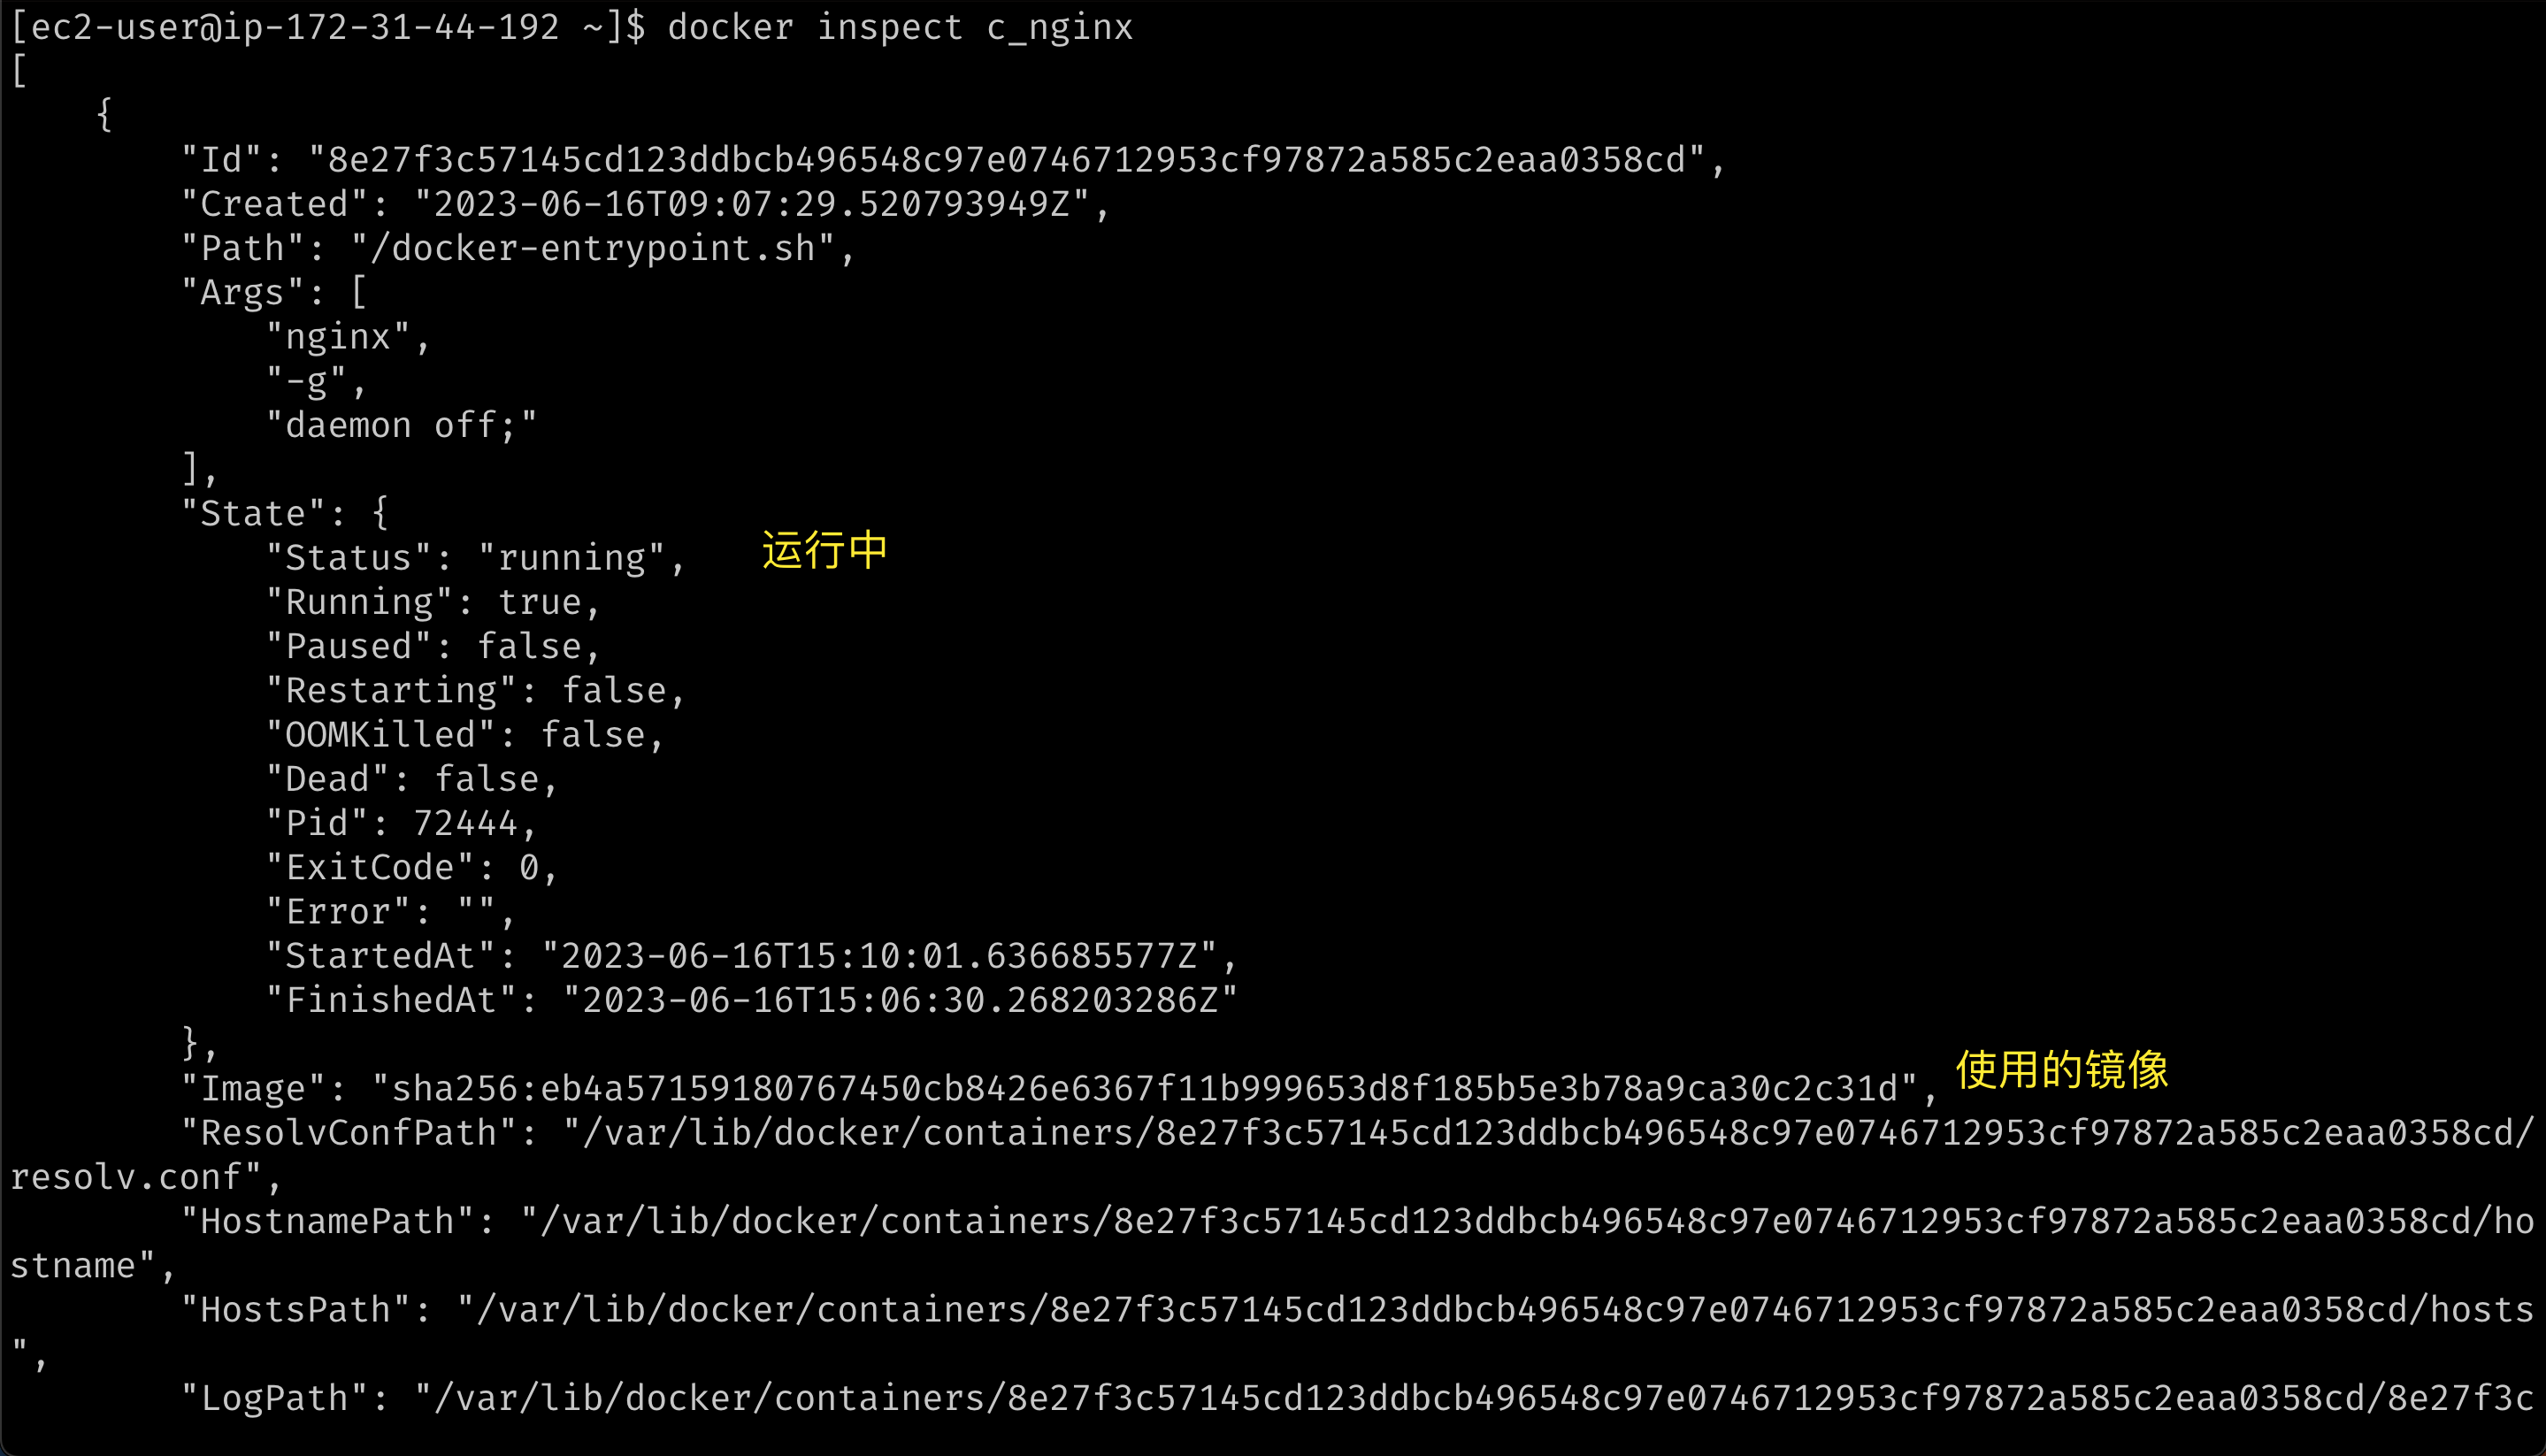 [ec2-user@ip-172-31-44-192 ~]$ docker inspect c_nginx
[
    {
        "Id": "8e27f3c57145cd123ddbcb496548c97e0746712953cf97872a585c2eaa0358cd",
        "Created": "2023-06-16T09:07:29.520793949Z",
        "Path": "/docker-entrypoint.sh",
        "Args": [
            "nginx",
            "-g",
            "daemon off;"
        ],
        "State": {
            "Status": "running", 运行中
            "Running": true,
            "Paused": false,
            "Restarting": false,
            "OOMKilled": false,
            "Dead": false,
            "Pid": 72444,
            "ExitCode": 0,
            "Error": "",
            "StartedAt": "2023-06-16T15:10:01.636685577Z",
            "FinishedAt": "2023-06-16T15:06:30.268203286Z"
        },
        "Image": "sha256:eb4a57159180767450cb8426e6367f11b999653d8f185b5e3b78a9ca30c2c31d", 使用的镜像
        "ResolvConfPath": "/var/lib/docker/containers/8e27f3c57145cd123ddbcb496548c97e0746712953cf97872a585c2eaa0358cd/
resolv.conf",
        "HostnamePath": "/var/lib/docker/containers/8e27f3c57145cd123ddbcb496548c97e0746712953cf97872a585c2eaa0358cd/ho
stname",
        "HostsPath": "/var/lib/docker/containers/8e27f3c57145cd123ddbcb496548c97e0746712953cf97872a585c2eaa0358cd/hosts
",
        "LogPath": "/var/lib/docker/containers/8e27f3c57145cd123ddbcb496548c97e0746712953cf97872a585c2eaa0358cd/8e27f3c